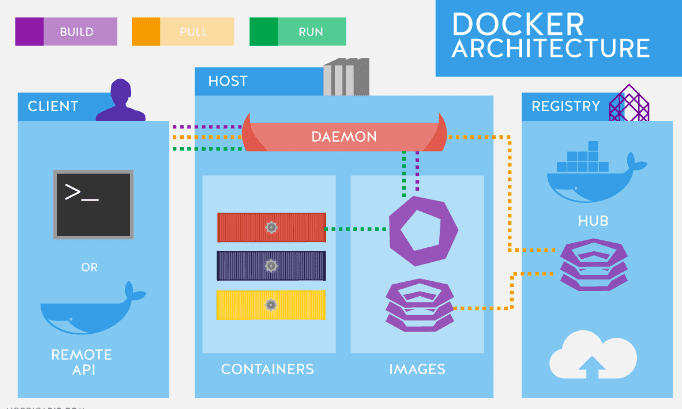 BUILD
PULL
RUN
DOCKER
ARCHITECTURE
CLIENT
HOST
REGISTRY
DAEMON
>_
OR
REMOTE
API
CONTAINERS
IMAGES
HUB